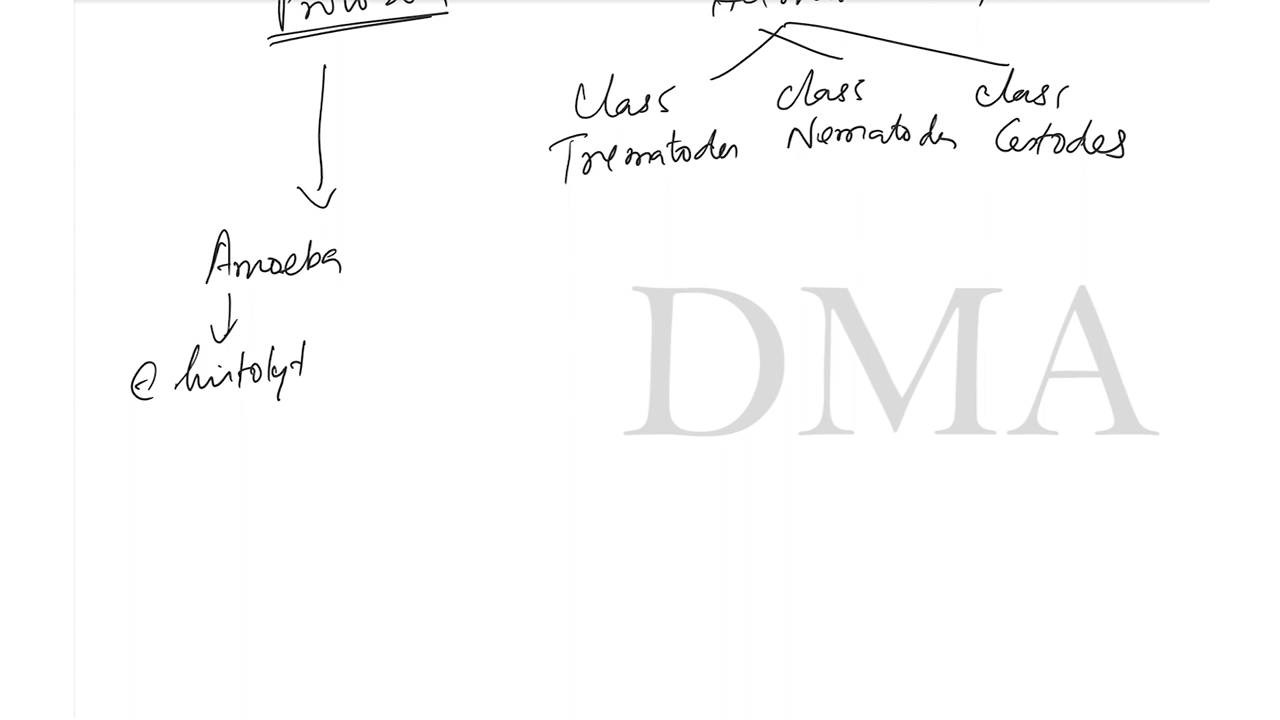 Class Class Class
Trematodes Nematodes Cestodes
Amoeba
E histolyt
DMA